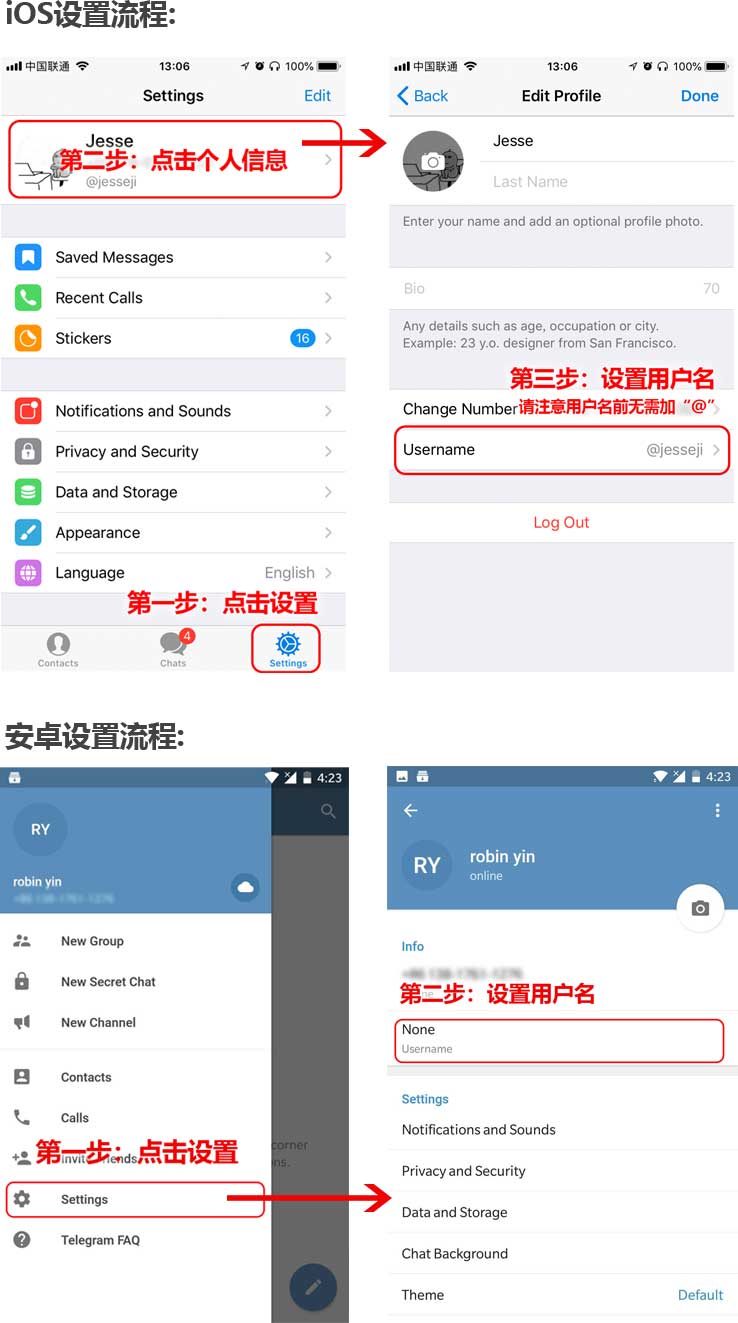 iOS设置流程:
中国联通 13:06 100%
Settings Edit
Jesse
第二步：点击个人信息
@jesseji
Saved Messages
Recent Calls
Stickers 16
Notifications and Sounds
Privacy and Security
Data and Storage
Appearance
Language English
第一步：点击设置
4
Contacts Chats Settings
中国联通 13:06 100%
Back Edit Profile Done
Jesse
Last Name
Enter your name and add an optional profile photo.
Bio 70
Any details such as age, occupation or city.
Example: 23 y.o. designer from San Francisco.
第三步：设置用户名
Change Number 请注意用户名前无需加“@”
Username @jesseji
Log Out
安卓设置流程:
4:23
RY
robin yin
New Group
New Secret Chat
New Channel
Contacts
Calls
第一步：点击设置
corner
ns.
Settings
Telegram FAQ
4:23
RY
robin yin
online
Info
第二步：设置用户名
None
Username
Settings
Notifications and Sounds
Privacy and Security
Data and Storage
Chat Background
Theme Default